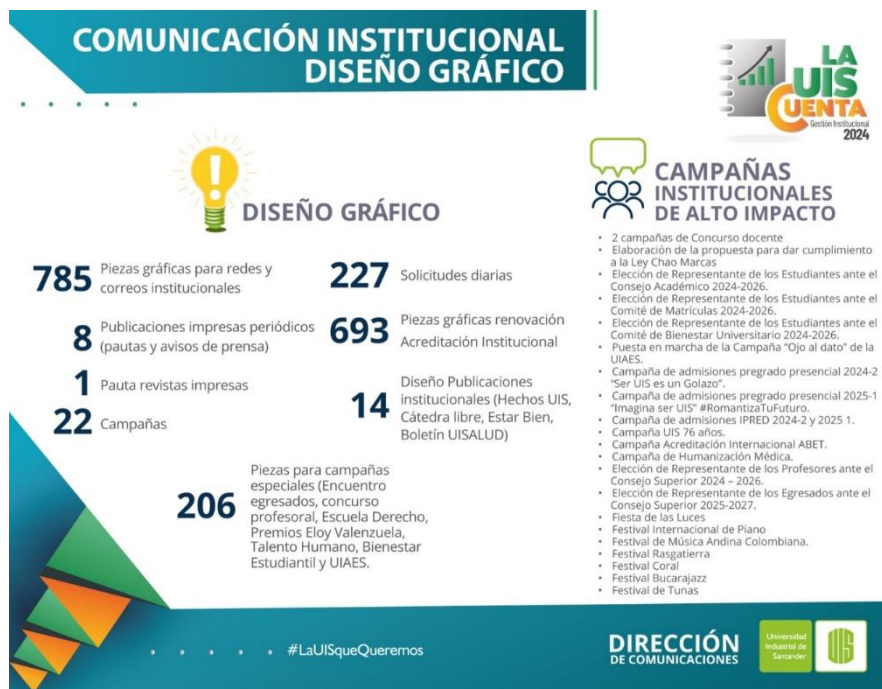 COMUNICACIÓN INSTITUCIONAL
DISEÑO GRÁFICO
LA
UIS
CUENTA
Gestión Institucional
2024
DISEÑO GRÁFICO
785
Piezas gráficas para redes y
correos institucionales
227
Solicitudes diarias
8
Publicaciones impresas periódicos
(pautas y avisos de prensa)
693
Piezas gráficas renovación
Acreditación Institucional
1
Pauta revistas impresas
22
Campañas
14
Diseño Publicaciones
institucionales (Hechos UIS,
Cátedra libre, Estar Bien,
Boletín UISALUD)
206
Piezas para campañas
especiales (Encuentro
egresados, concurso
profesoral, Escuela Derecho,
Premios Eloy Valenzuela,
Talento Humano, Bienestar
Estudiantil y UIAES.
CAMPAÑAS
INSTITUCIONALES
DE ALTO IMPACTO
• 2 campañas de Concurso docente
• Elaboración de la propuesta para dar cumplimiento
a la Ley Chao Marcas
• Elección de Representante de los Estudiantes ante el
Consejo Académico 2024-2026.
• Elección de Representante de los Estudiantes ante el
Comité de Matrículas 2024-2026.
• Elección de Representante de los Estudiantes ante el
Comité de Bienestar Universitario 2024-2026.
• Puesta en marcha de la Campaña "Ojo al dato" de la
UIAES.
• Campaña de admisiones pregrado presencial 2024-2
"Ser UIS es un Golazo".
• Campaña de admisiones pregrado presencial 2025-1
"Imagina ser UIS" #RomantizaTuFuturo.
• Campaña de admisiones IPRED 2024-2 y 2025 1.
• Campaña UIS 76 años.
• Campaña Acreditación Internacional ABET.
• Campaña de Humanización Médica.
• Elección de Representante de los Profesores ante el
Consejo Superior 2024 – 2026.
• Elección de Representante de los Egresados ante el
Consejo Superior 2025-2027.
• Fiesta de las Luces
• Festival Internacional de Piano
• Festival de Música Andina Colombiana.
• Festival Rasgatierra
• Festival Coral
• Festival Bucarajazz
• Festival de Tunas
#LaUISqueQueremos
DIRECCIÓN
DE COMUNICACIONES
Universidad
Industrial de
Santander
UIS